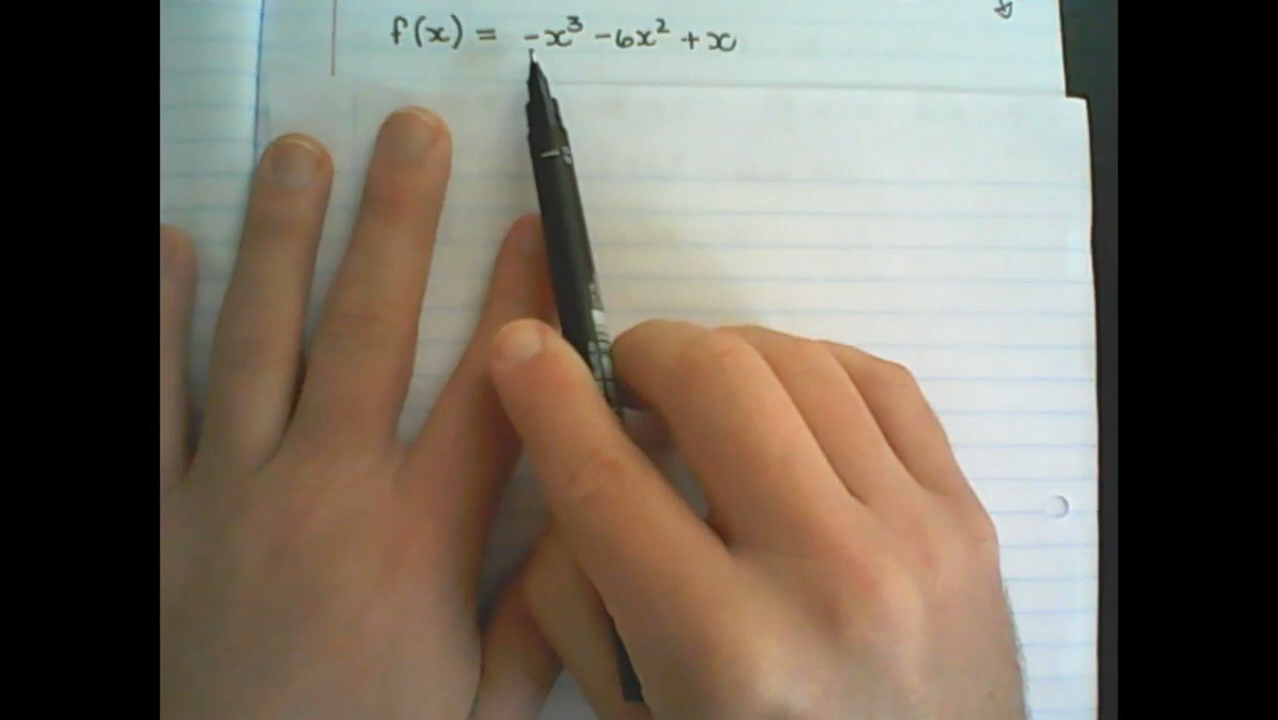 f(x) = -x³ -6x² +x